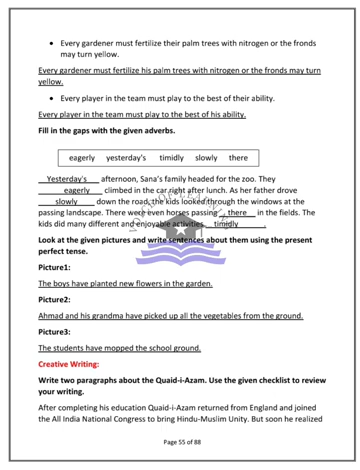 • Every gardener must fertilize their palm trees with nitrogen or the fronds
may turn yellow.
Every gardener must fertilize his palm trees with nitrogen or the fronds may turn
yellow.
• Every player in the team must play to the best of their ability.
Every player in the team must play to the best of his ability.
Fill in the gaps with the given adverbs.
eagerly yesterday's timidly slowly there
__Yesterday's__ afternoon, Sana's family headed for the zoo. They
______eagerly__ climbed in the car right after lunch. As her father drove
____slowly____ down the road, the kids looked through the windows at the
passing landscape. There were even horses passing _, there__ in the fields. The
kids did many different and enjoyable activities __timidly______.
Look at the given pictures and write sentences about them using the present
perfect tense.
Picture1:
The boys have planted new flowers in the garden.
Picture2:
Ahmad and his grandma have picked up all the vegetables from the ground.
Picture3:
The students have mopped the school ground.
Creative Writing:
Write two paragraphs about the Quaid-i-Azam. Use the given checklist to review
your writing.
After completing his education Quaid-i-Azam returned from England and joined
the All India National Congress to bring Hindu-Muslim Unity. But soon he realized
Page 55 of 88